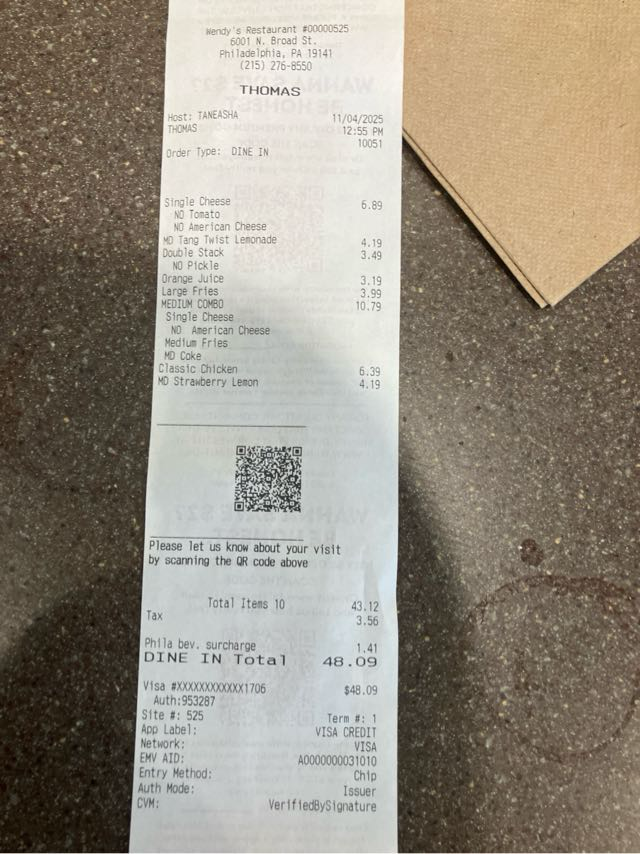 Wendy's Restaurant #00000525
6001 N. Broad St.
Philadelphia, PA 19141
(215) 276-8550
THOMAS
Host: TANEASHA 11/04/2025
THOMAS 12:55 PM
10051
Order Type: DINE IN
Single Cheese 6.89
NO Tomato
NO American Cheese
MD Tang Twist Lemonade 4.19
Double Stack 3.49
NO Pickle
Orange Juice 3.19
Large Fries 3.99
MEDIUM COMBO 10.79
Single Cheese
NO American Cheese
Medium Fries
MD Coke
Classic Chicken 6.39
MD Strawberry Lemon 4.19
Please let us know about your visit
by scanning the QR code above
Total Items 10 43.12
Tax 3.56
Phila bev. surcharge 1.41
DINE IN Total 48.09
Visa #XXXXXXXXXXXX1706 $48.09
Auth:953287
Site #: 525 Term #: 1
App Label: VISA CREDIT
Network: VISA
EMV AID: A0000000031010
Entry Method: Chip
Auth Mode: Issuer
CVM: VerifiedBySignature